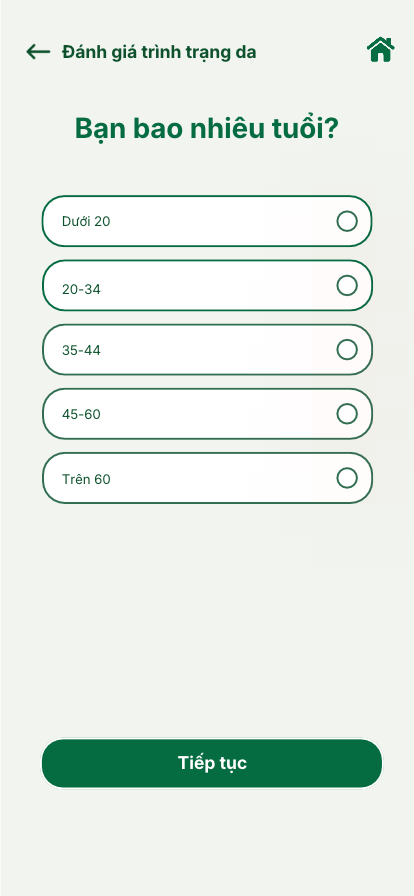 Đánh giá trình trạng da
Bạn bao nhiêu tuổi?
Dưới 20
20-34
35-44
45-60
Trên 60
Tiếp tục